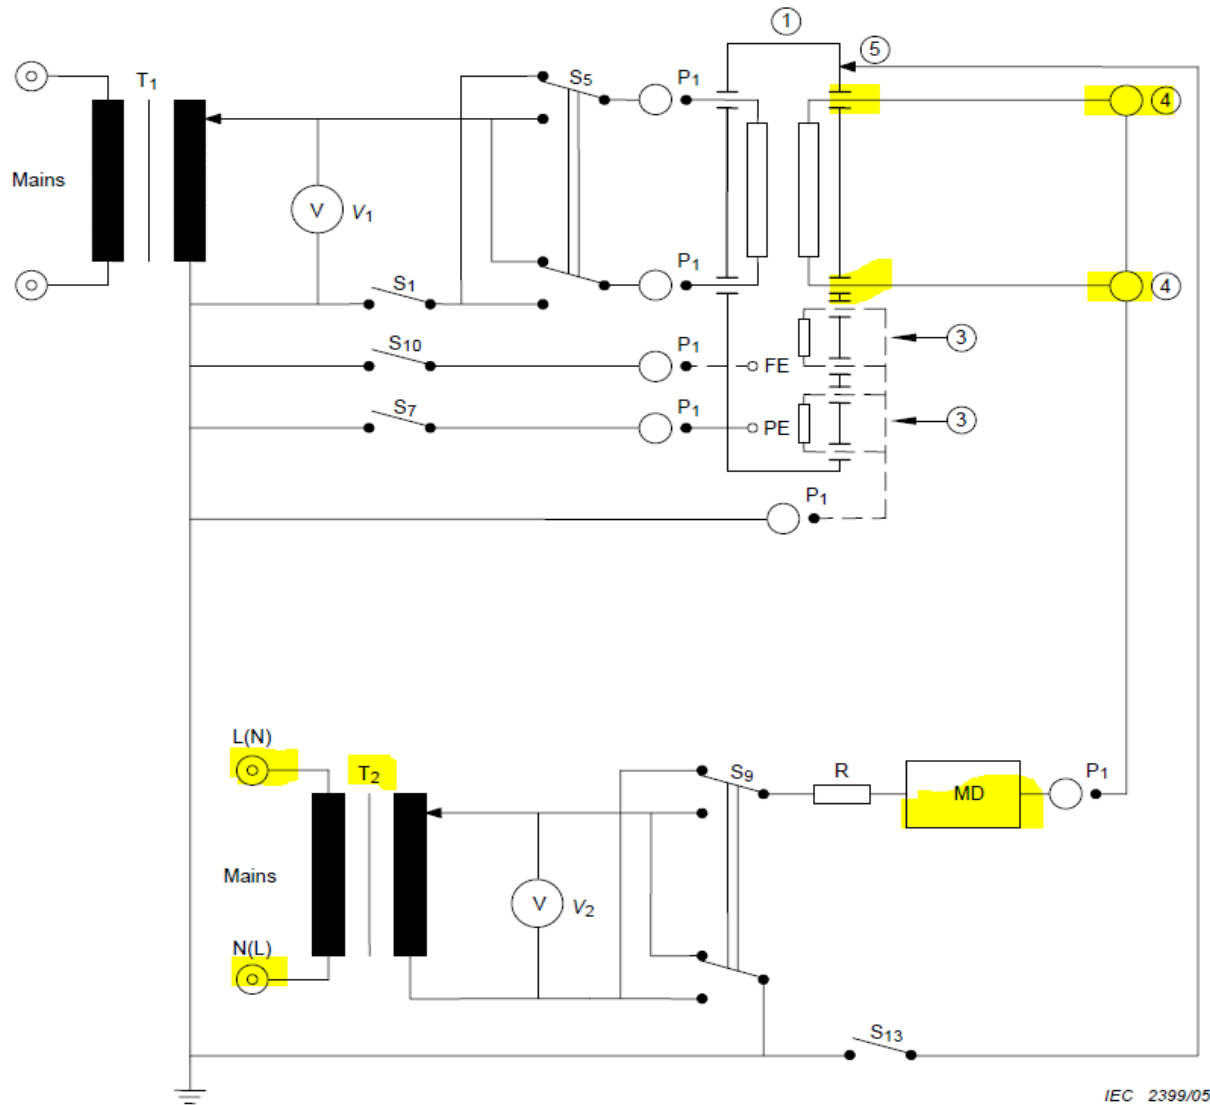 1
5
T1
S5
P1
4
Mains
V
V1
P1
4
S1
S10
P1
FE
3
S7
P1
PE
3
P1
L(N)
T2
S9
R
MD
P1
Mains
V
V2
N(L)
S13
IEC 2399/05